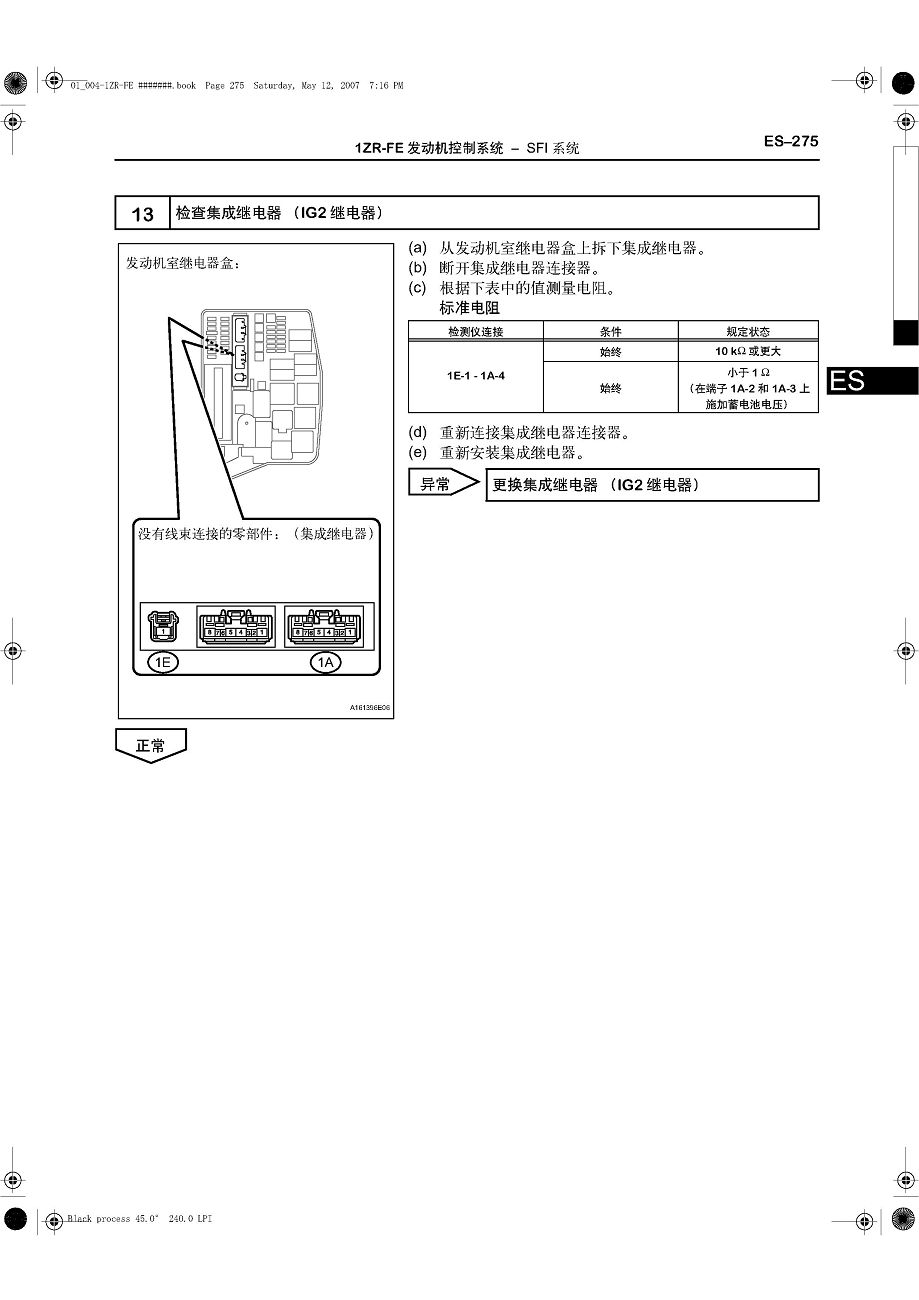 01_004-1ZR-FE #######.book Page 275 Saturday, May 12, 2007 7:16 PM
1ZR-FE 发动机控制系统 – SFI 系统
ES–275
13 检查集成继电器 （IG2 继电器）
发动机室继电器盒：
没有线束连接的零部件：（集成继电器）
1
8 7 6 5 4 3 2 1
8 7 6 5 4 3 2 1
1E
1A
A161396E06
(a) 从发动机室继电器盒上拆下集成继电器。
(b) 断开集成继电器连接器。
(c) 根据下表中的值测量电阻。
标准电阻
检测仪连接 条件 规定状态
1E-1 - 1A-4
始终 10 kΩ 或更大
始终 小于 1 Ω
（在端子 1A-2 和 1A-3 上
施加蓄电池电压）
(d) 重新连接集成继电器连接器。
(e) 重新安装集成继电器。
异常 更换集成继电器 （IG2 继电器）
正常
ES
Black process 45.0° 240.0 LPI